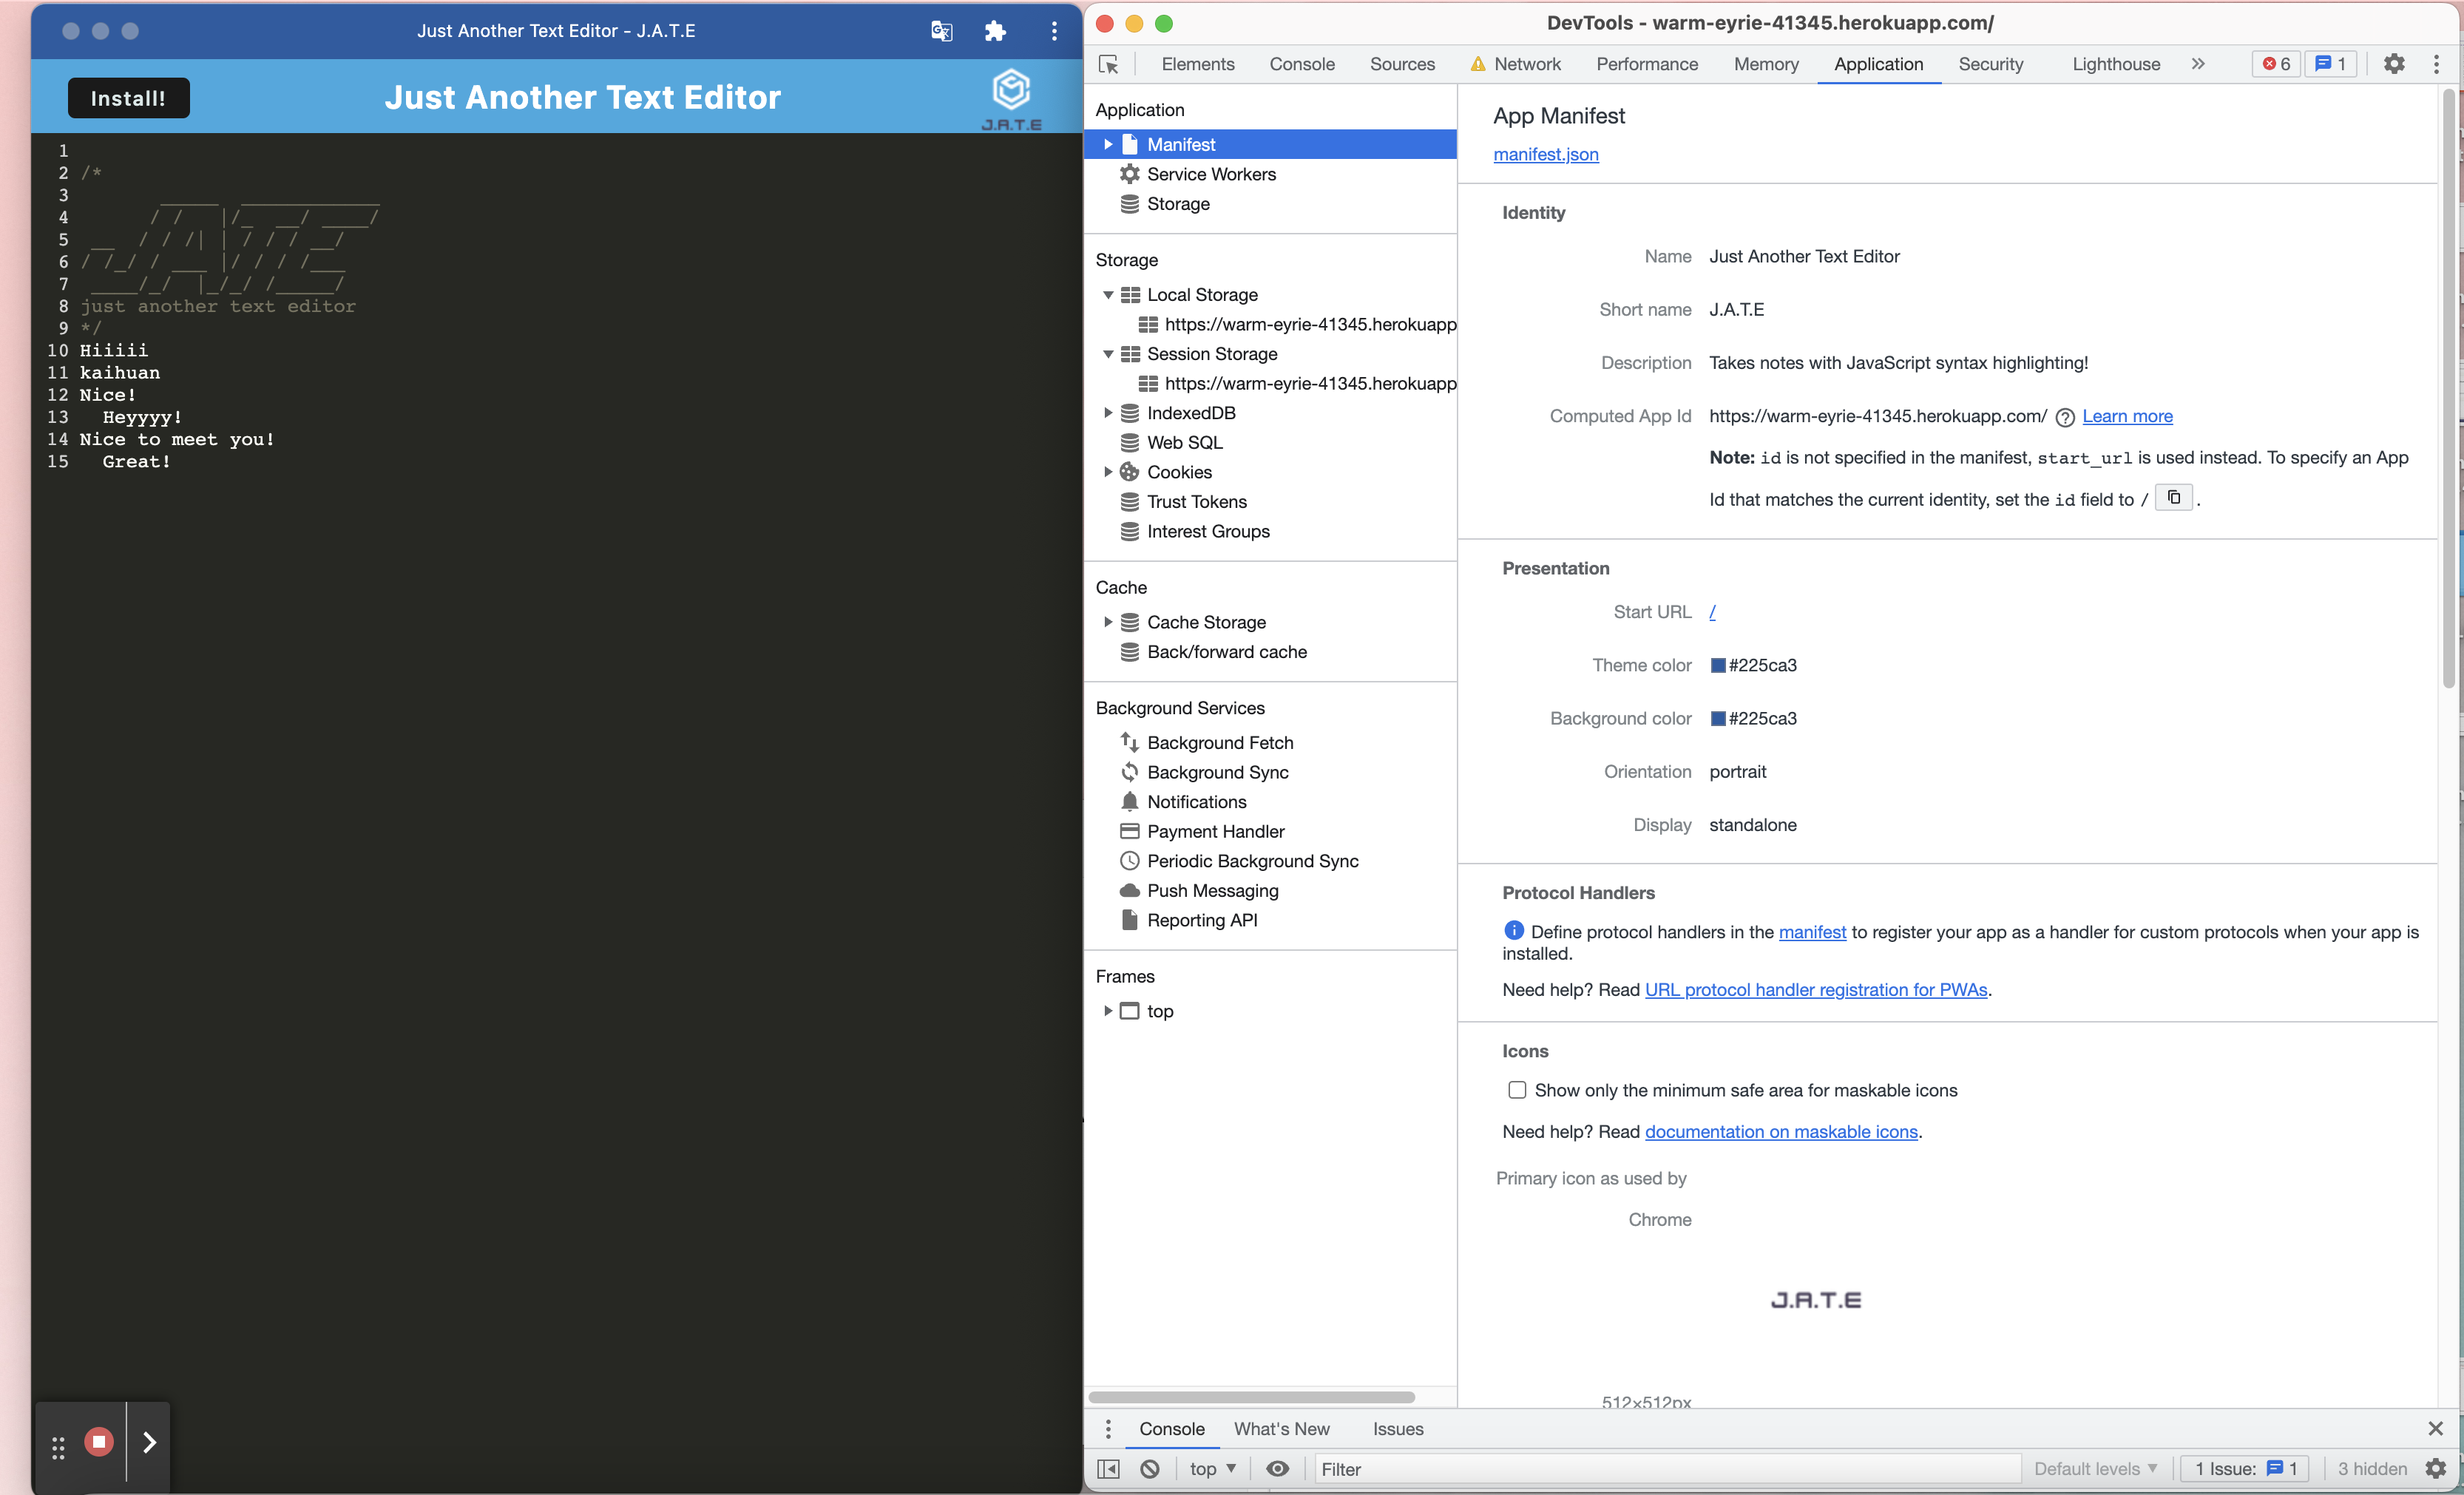 Just Another Text Editor - J.A.T.E
Install!
Just Another Text Editor
J.A.T.E
1
2 /*
3
4
5
6
7
8 just another text editor
9 */
10 Hiiiii
11 kaihuan
12 Nice!
13 Heyyyy!
14 Nice to meet you!
15 Great!
DevTools - warm-eyrie-41345.herokuapp.com/
Elements Console Sources Network Performance Memory Application Security Lighthouse » 6 1
Application
Manifest
Service Workers
Storage
Storage
Local Storage
https://warm-eyrie-41345.herokuapp
Session Storage
https://warm-eyrie-41345.herokuapp
IndexedDB
Web SQL
Cookies
Trust Tokens
Interest Groups
Cache
Cache Storage
Back/forward cache
Background Services
Background Fetch
Background Sync
Notifications
Payment Handler
Periodic Background Sync
Push Messaging
Reporting API
Frames
top
App Manifest
manifest.json
Identity
Name Just Another Text Editor
Short name J.A.T.E
Description Takes notes with JavaScript syntax highlighting!
Computed App Id https://warm-eyrie-41345.herokuapp.com/ ? Learn more
Note: id is not specified in the manifest, start_url is used instead. To specify an App
Id that matches the current identity, set the id field to / .
Presentation
Start URL /
Theme color #225ca3
Background color #225ca3
Orientation portrait
Display standalone
Protocol Handlers
Define protocol handlers in the manifest to register your app as a handler for custom protocols when your app is
installed.
Need help? Read URL protocol handler registration for PWAs.
Icons
Show only the minimum safe area for maskable icons
Need help? Read documentation on maskable icons.
Primary icon as used by
Chrome
J.A.T.E
512×512px
Console What's New Issues
top Filter Default levels 1 Issue: 1 3 hidden